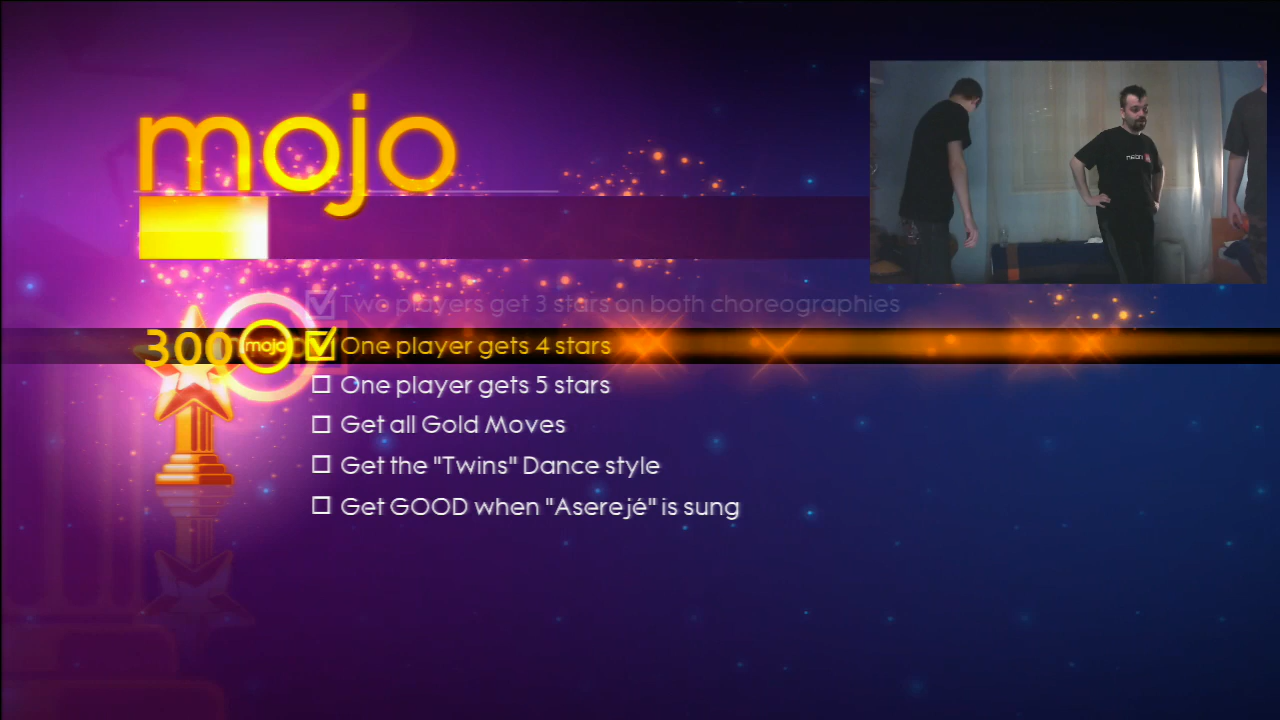 mojo
Two players get 3 stars on both choreographies
300 mojo One player gets 4 stars
One player gets 5 stars
Get all Gold Moves
Get the "Twins" Dance style
Get GOOD when "Aserejé" is sung